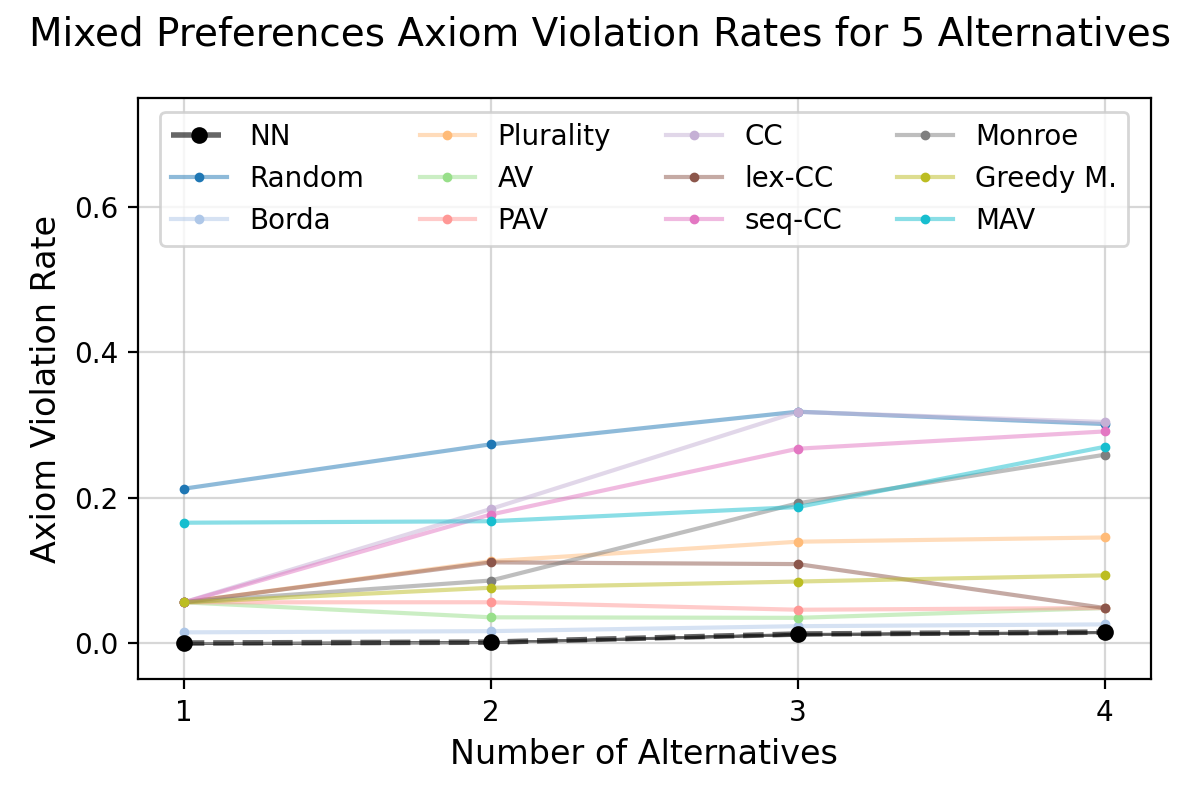 Mixed Preferences Axiom Violation Rates for 5 Alternatives
NN Plurality CC Monroe
Random AV lex-CC Greedy M.
Borda PAV seq-CC MAV
Axiom Violation Rate
0.6
0.4
0.2
0.0
1 2 3 4
Number of Alternatives